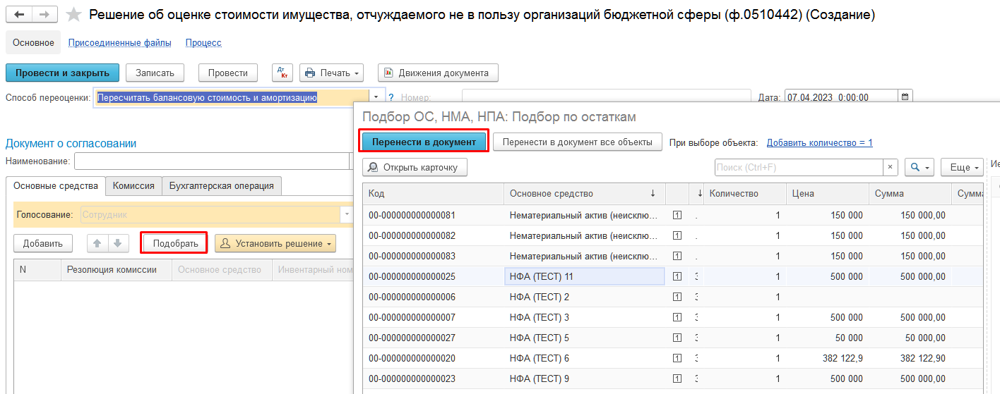 Решение об оценке стоимости имущества, отчуждаемого не в пользу организаций бюджетной сферы (ф.0510442) (Создание)
Основное Присоединенные файлы Процесс
Провести и закрыть Записать Провести Дт Кт Печать Движения документа
Способ переоценки: Пересчитать балансовую стоимость и амортизацию ? Номер: Дата: 07.04.2023 0:00:00
Документ о согласовании
Наименование:
Основные средства Комиссия Бухгалтерская операция
Голосование: Сотрудник
Добавить Подобрать Установить решение
N Резолюция комиссии Основное средство Инвентарный ном
Подбор ОС, НМА, НПА: Подбор по остаткам
Перенести в документ Перенести в документ все объекты При выборе объекта: Добавить количество = 1
Открыть карточку Поиск (Ctrl+F) × Еще
Код Основное средство ↓ ↓ Количество Цена Сумма Сумма
00-000000000000081 Нематериальный актив (неисклю... 1 . 1 150 000 150 000,00
00-000000000000082 Нематериальный актив (неисклю... 1 . 1 150 000 150 000,00
00-000000000000083 Нематериальный актив (неисклю... 1 . 1 150 000 150 000,00
00-000000000000025 НФА (ТЕСТ) 11 1 1 500 000 500 000,00
00-000000000000006 НФА (ТЕСТ) 2 1 1
00-000000000000007 НФА (ТЕСТ) 3 1 1 500 000 500 000,00
00-000000000000027 НФА (ТЕСТ) 5 1 1 50 000 50 000,00
00-000000000000020 НФА (ТЕСТ) 6 1 1 382 122,9 382 122,90
00-000000000000023 НФА (ТЕСТ) 9 1 1 500 000 500 000,00